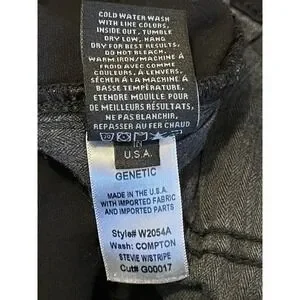 COLD WATER WASH
WITH LIKE COLORS,
INSIDE OUT, TUMBLE
DRY LOW, HANG
DRY FOR BEST RESULTS,
DO NOT BLEACH,
WARM IRON/MACHINE À
FROID AVEC COMME
COULEURS, À L'ENVERS,
SÉCHER À LA MACHINE À
BASSE TEMPÉRATURE,
ETENDRE MOUILLE POUR
DE MEILLEURS RÉSULTATS,
NE PAS BLANCHIR,
REPASSER AU FER CHAUD
IN
U.S.A.
GENETIC
MADE IN THE U.S.A
WITH IMPORTED FABRIC
AND IMPORTED PARTS
Style# W2054A
Wash: COMPTON
STEVIE W/STRIPE
Cut# G00017